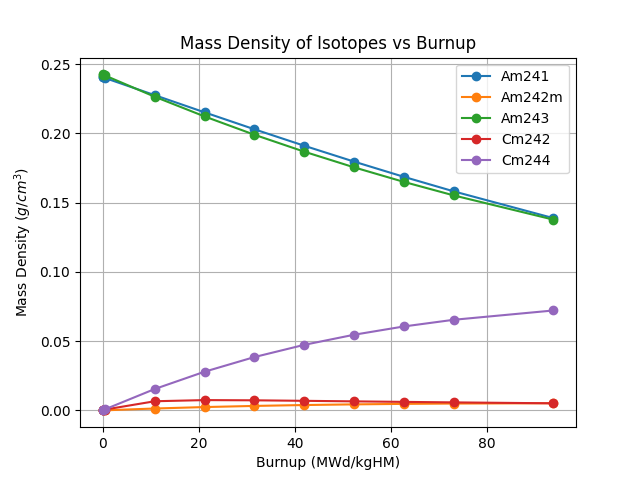 Mass Density of Isotopes vs Burnup
0.25
0.20
0.15
0.10
0.05
0.00
Mass Density (g/cm³)
Am241
Am242m
Am243
Cm242
Cm244
0 20 40 60 80
Burnup (MWd/kgHM)